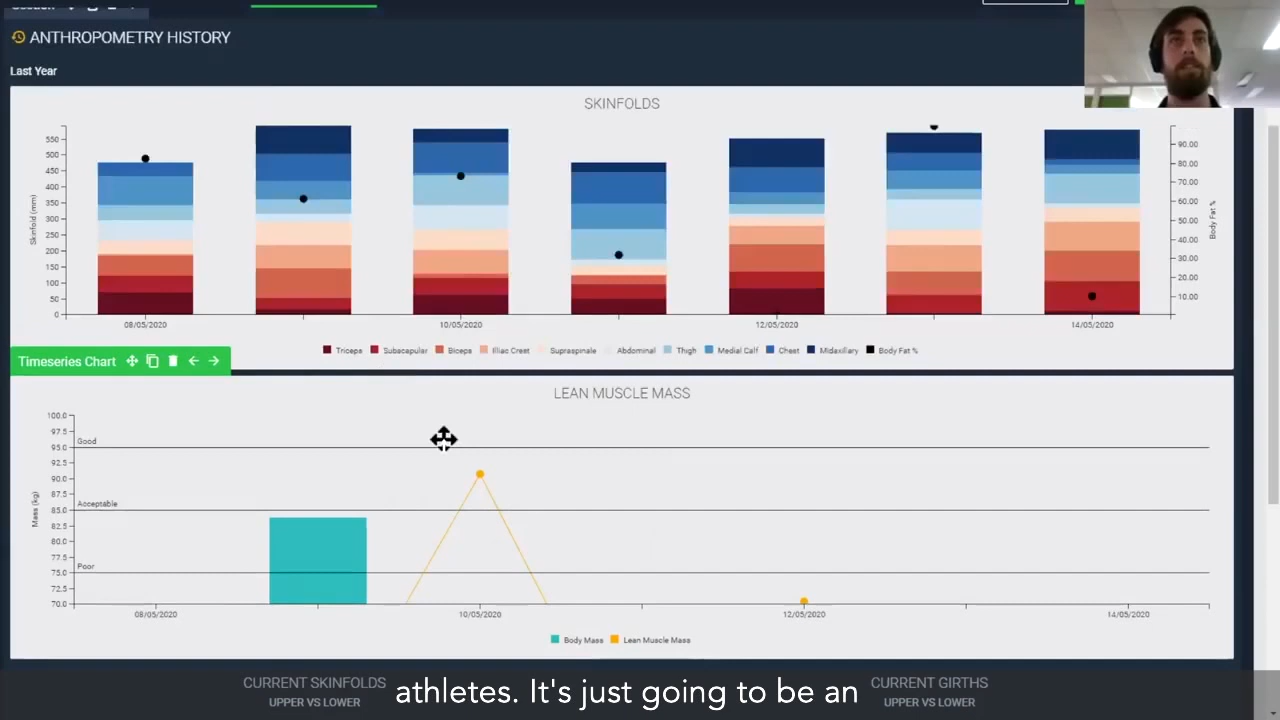 ANTHROPOMETRY HISTORY
Last Year
SKINFOLDS
Skinfold (mm)
550
500
450
400
350
300
250
200
150
100
50
0
90.00
80.00
70.00
60.00
50.00
40.00
30.00
20.00
10.00
Body Fat %
08/05/2020 10/05/2020 12/05/2020 14/05/2020
Triceps Subscapular Biceps Illiac Crest Supraspinale Abdominal Thigh Medial Calf Chest Midaxiliary Body Fat %
Timeseries Chart
LEAN MUSCLE MASS
Mass (kg)
100.0
97.5
95.0
92.5
90.0
87.5
85.0
82.5
80.0
77.5
75.0
72.5
70.0
Good
Acceptable
Poor
08/05/2020 10/05/2020 12/05/2020 14/05/2020
Body Mass Lean Muscle Mass
CURRENT SKINFOLDS
UPPER VS LOWER
athletes. It's just going to be an
CURRENT GIRTHS
UPPER VS LOWER